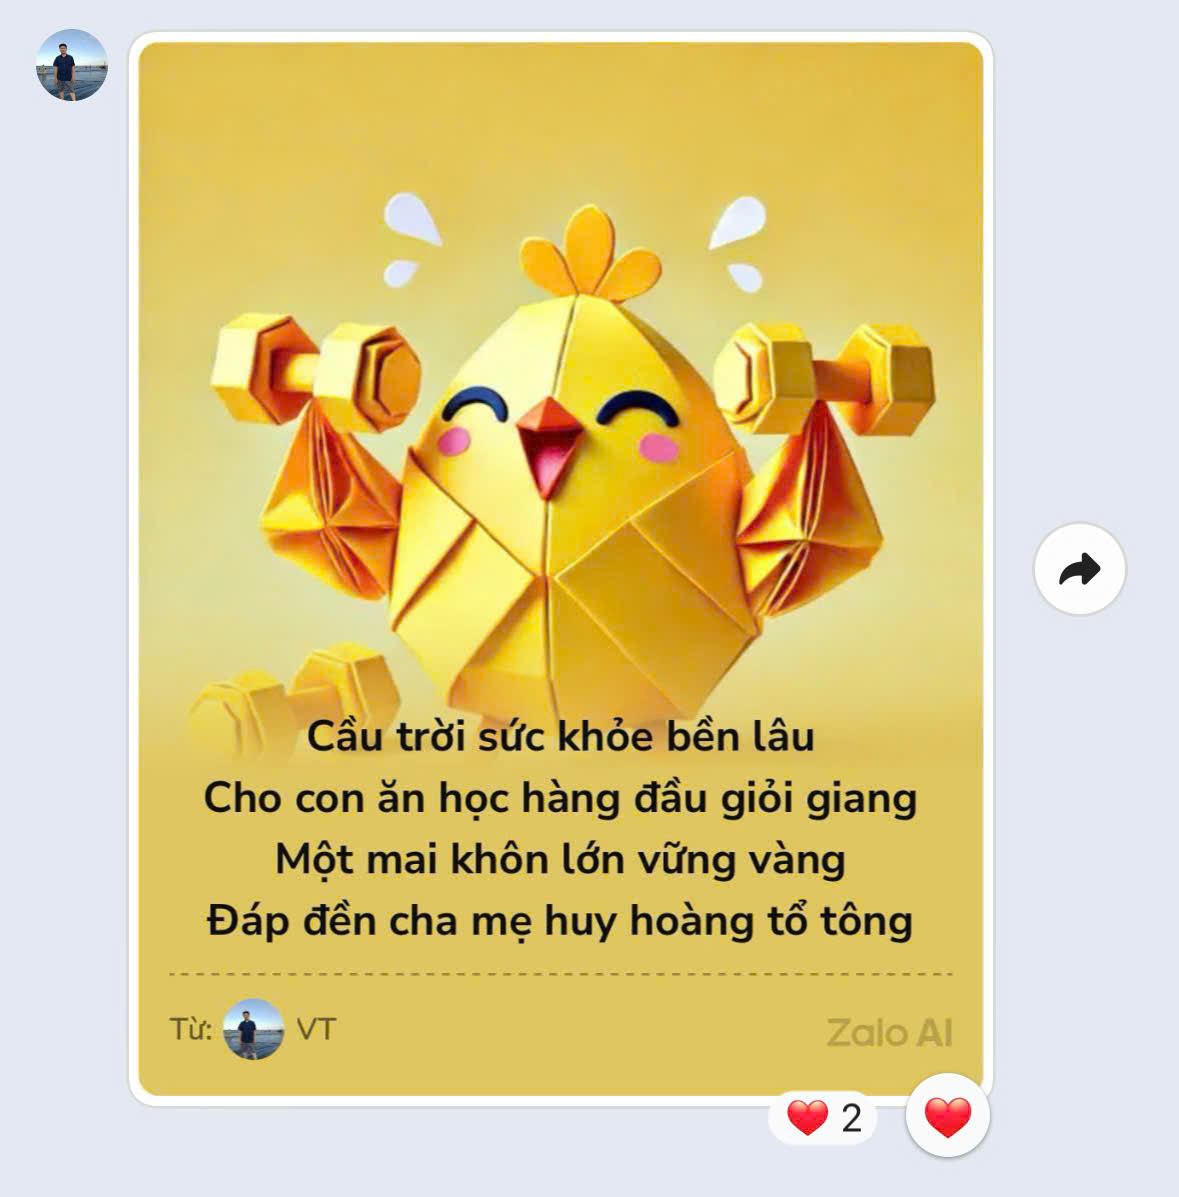 Cầu trời sức khỏe bền lâu
Cho con ăn học hàng đầu giỏi giang
Một mai khôn lớn vững vàng
Đáp đền cha mẹ huy hoàng tổ tông
Từ: VT
Zalo AI
2